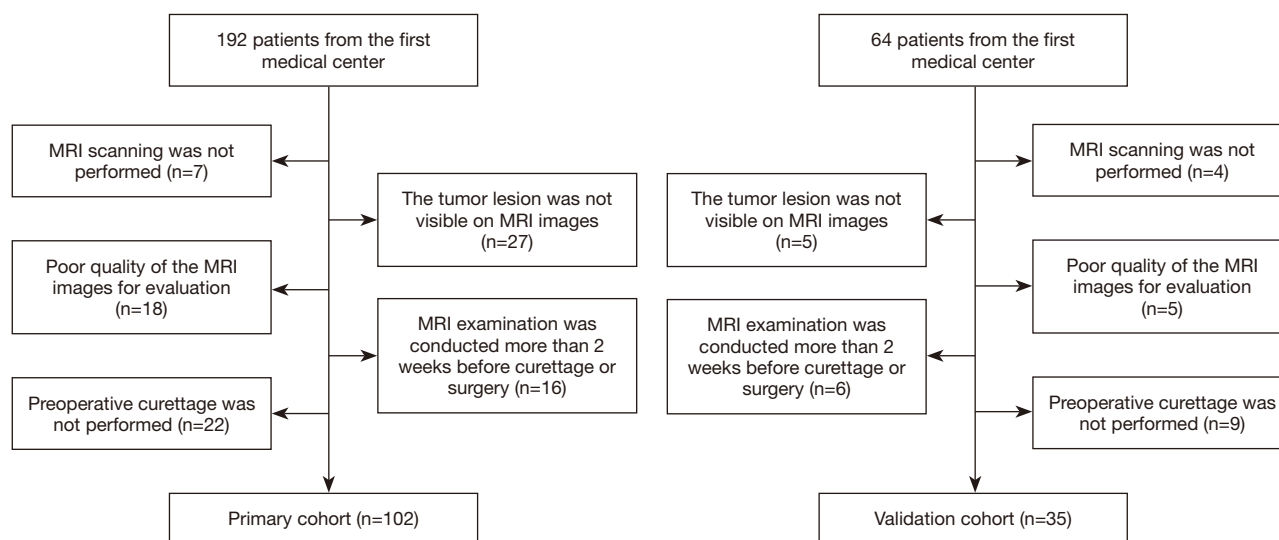 192 patients from the first
medical center
MRI scanning was not
performed (n=7)
The tumor lesion was not
visible on MRI images
(n=27)
Poor quality of the MRI
images for evaluation
(n=18)
MRI examination was
conducted more than 2
weeks before curettage or
surgery (n=16)
Preoperative curettage was
not performed (n=22)
Primary cohort (n=102)
64 patients from the first
medical center
MRI scanning was not
performed (n=4)
The tumor lesion was not
visible on MRI images
(n=5)
Poor quality of the MRI
images for evaluation
(n=5)
MRI examination was
conducted more than 2
weeks before curettage or
surgery (n=6)
Preoperative curettage was
not performed (n=9)
Validation cohort (n=35)